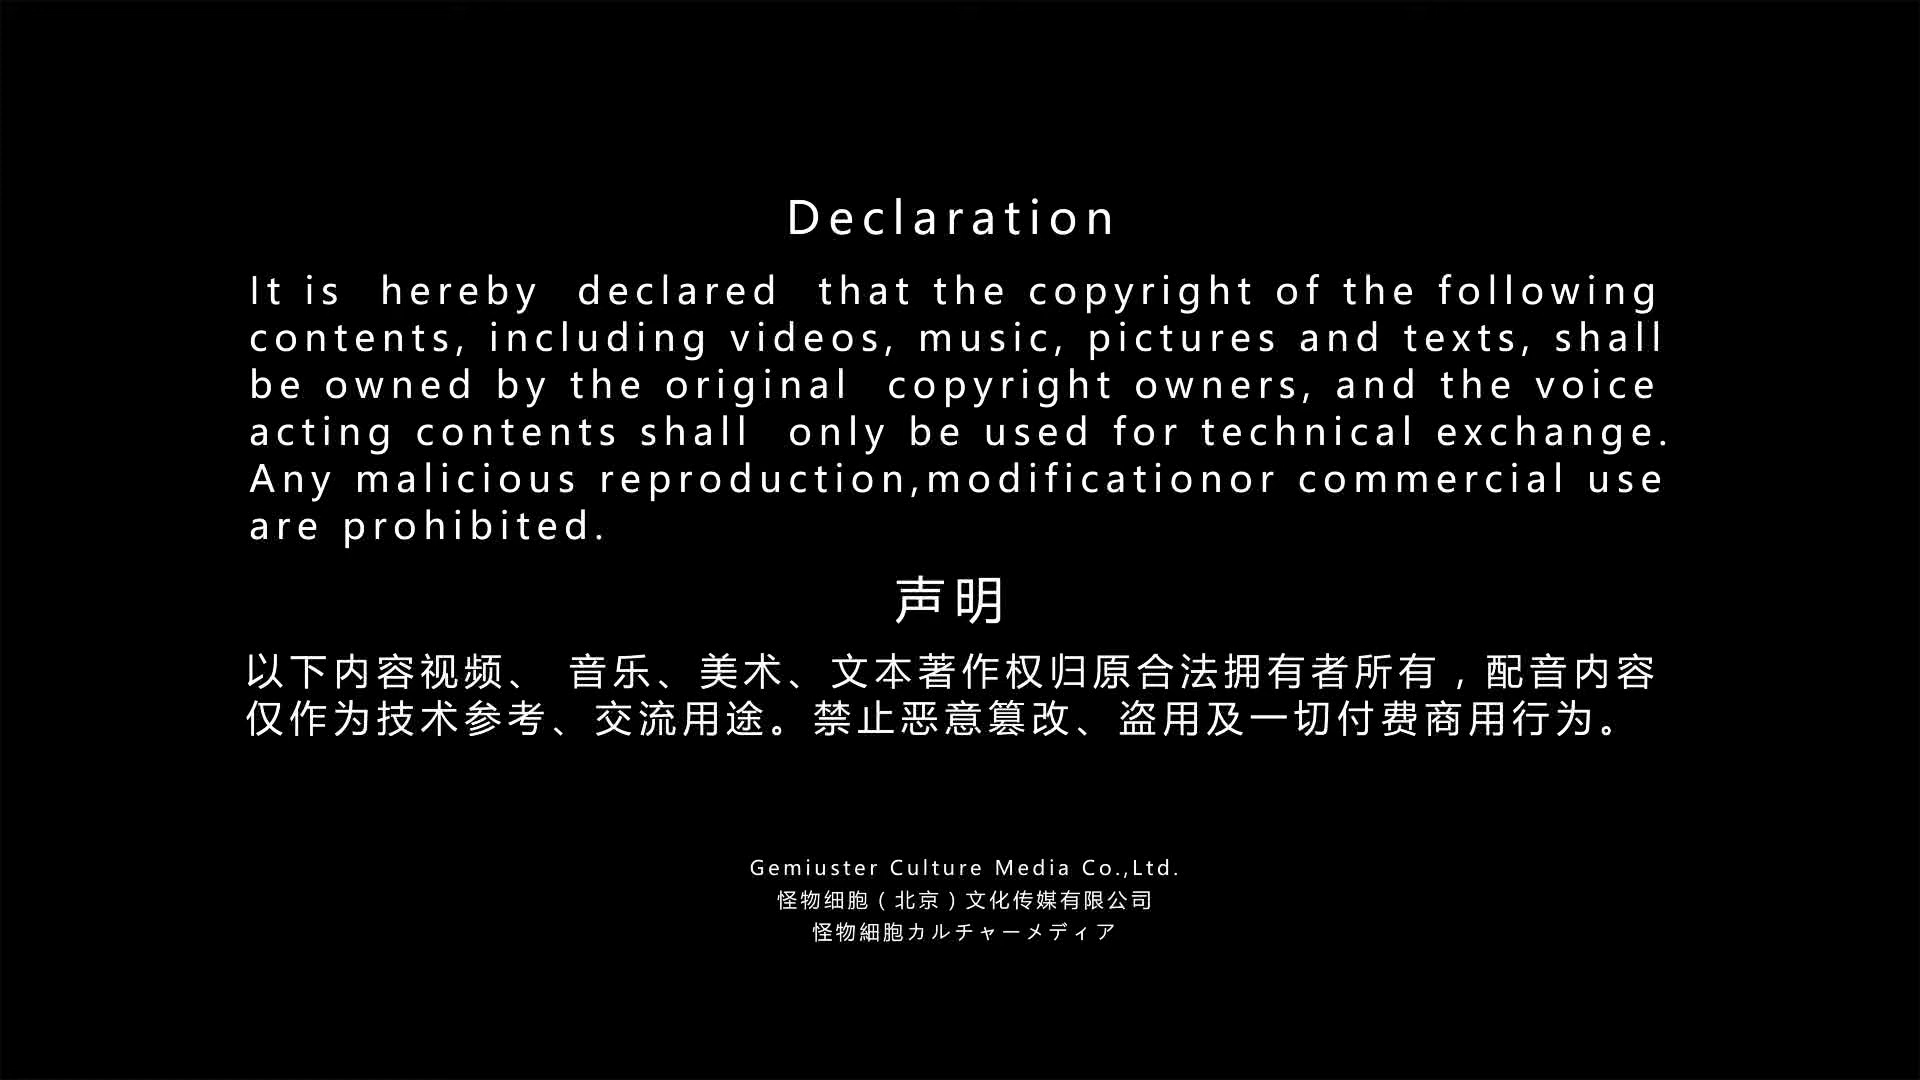 Declaration
It is hereby declared that the copyright of the following
contents, including videos, music, pictures and texts, shall
be owned by the original copyright owners, and the voice
acting contents shall only be used for technical exchange.
Any malicious reproduction,modificationor commercial use
are prohibited.
声明
以下内容视频、 音乐、美术、文本著作权归原合法拥有者所有，配音内容
仅作为技术参考、交流用途。禁止恶意篡改、盗用及一切付费商用行为。
Gemiuster Culture Media Co.,Ltd.
怪物细胞（北京）文化传媒有限公司
怪物細胞カルチャーメディア